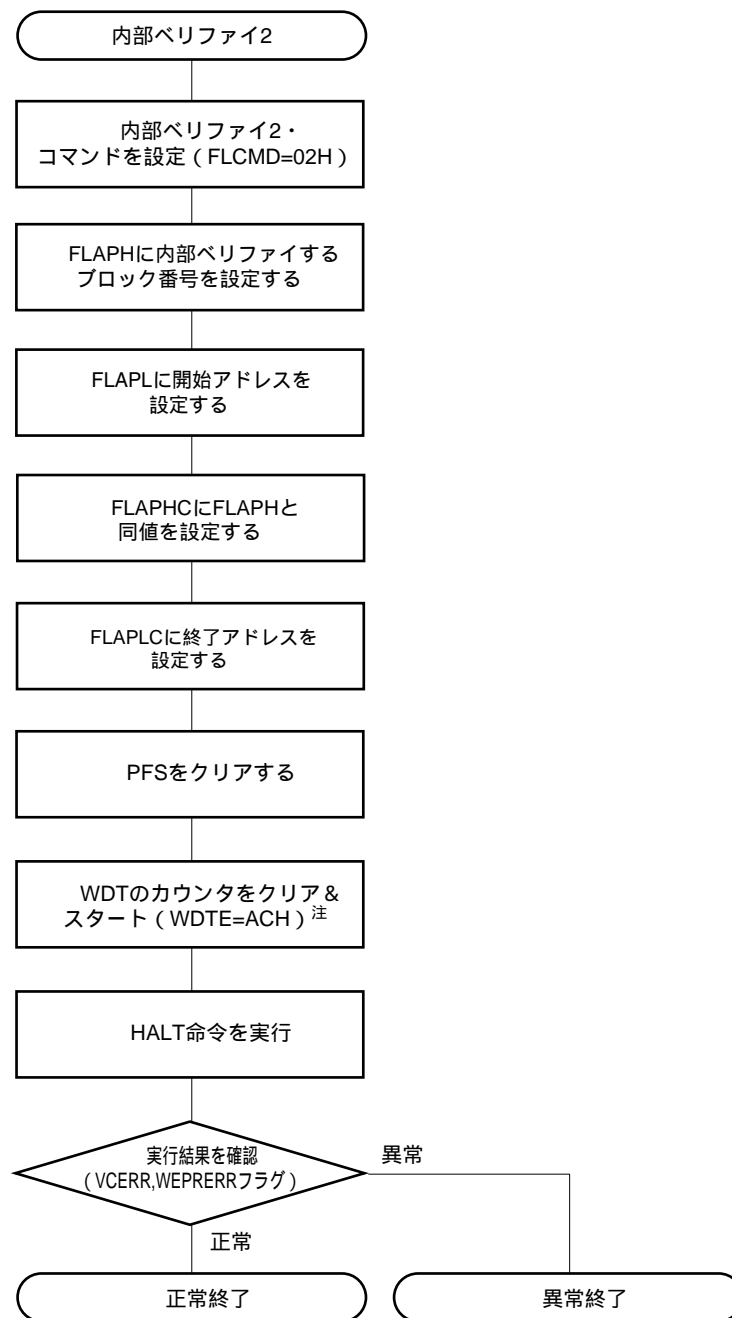 内部ベリファイ2
内部ベリファイ2・
コマンドを設定(FLCMD=02H)
FLAPHに内部ベリファイする
ブロック番号を設定する
FLAPLに開始アドレスを
設定する
FLAPHCにFLAPHと
同値を設定する
FLAPLCに終了アドレスを
設定する
PFSをクリアする
WDTのカウンタをクリア&
スタート(WDTE=ACH)注
HALT命令を実行
実行結果を確認
(VCERR,WEPRERRフラグ)
異常
正常
正常終了
異常終了